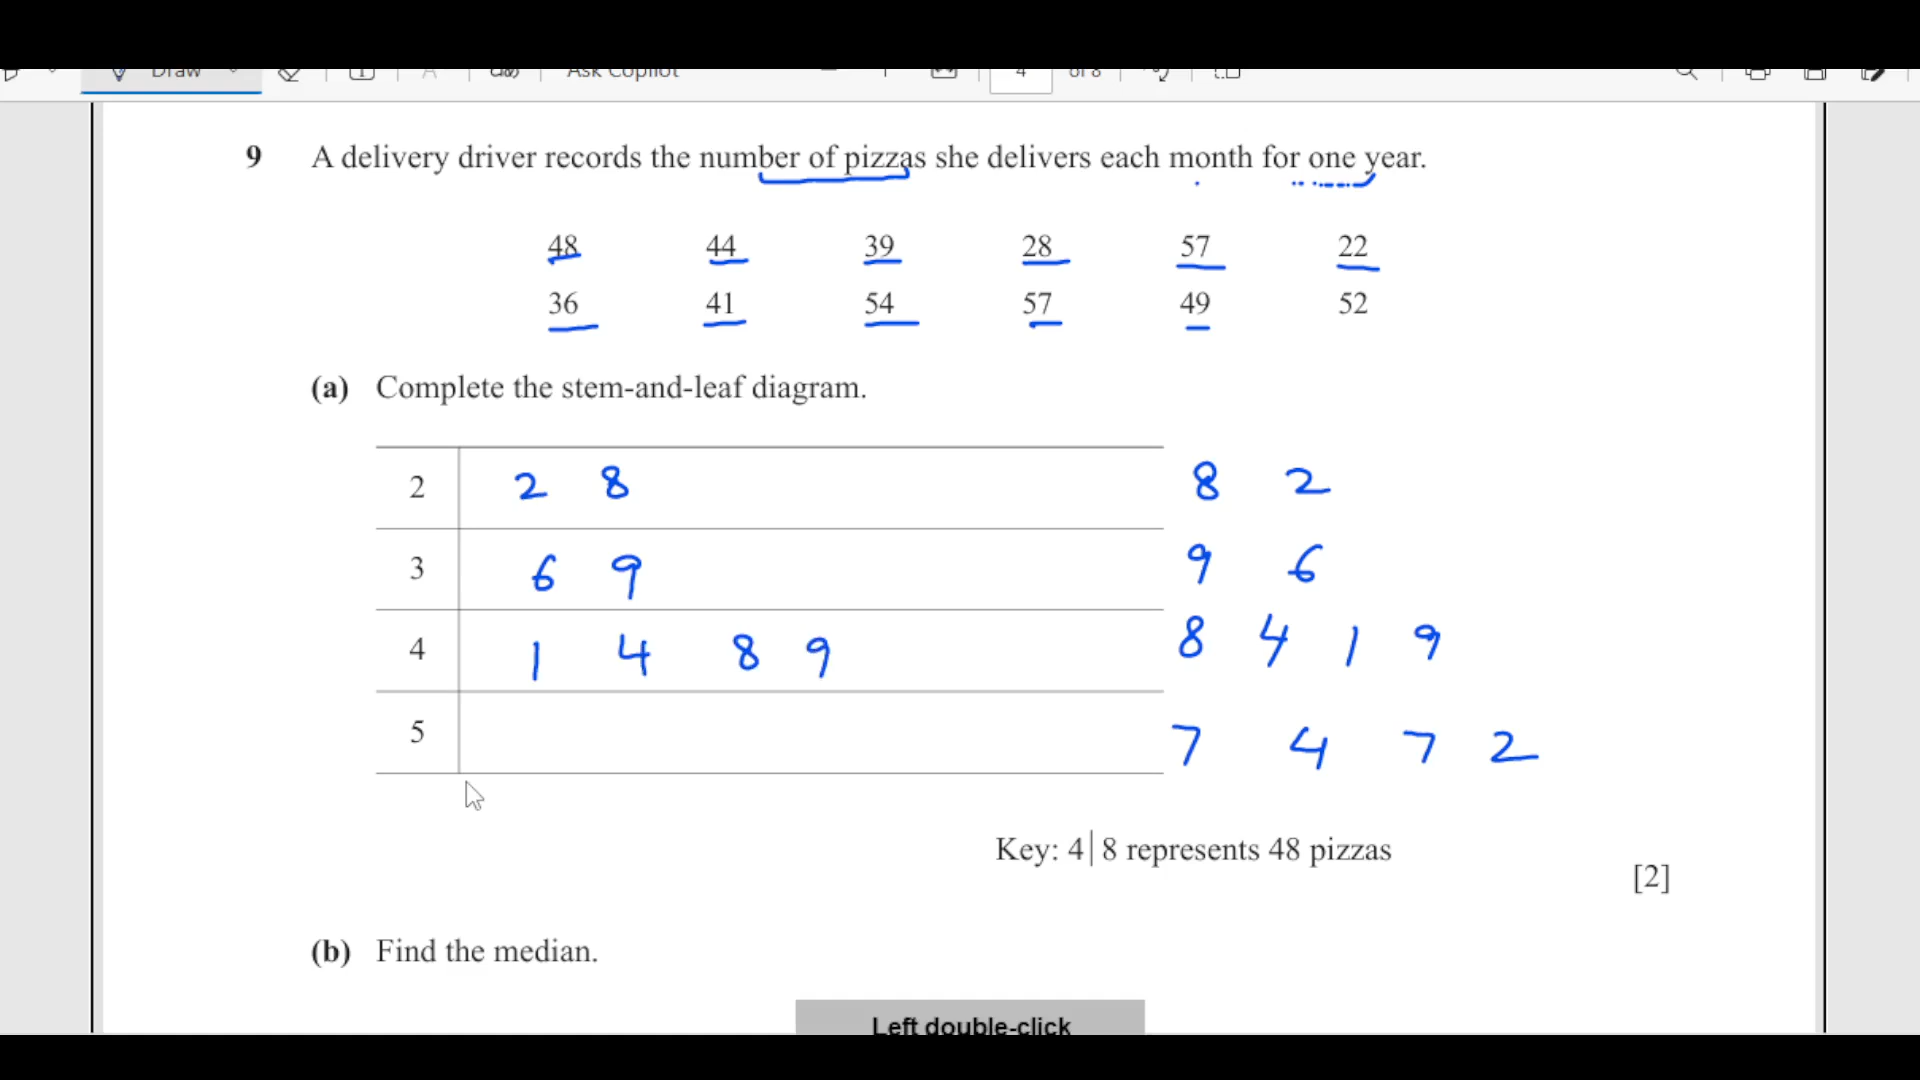 Draw
Ask Copilot
4 of 8
9 A delivery driver records the number of pizzas she delivers each month for one year.
48 44 39 28 57 22
36 41 54 57 49 52
(a) Complete the stem-and-leaf diagram.
2 2 8 8 2
3 6 9 9 6
4 1 4 8 9 8 4 1 9
5 7 4 7 2
Key: 4|8 represents 48 pizzas
[2]
(b) Find the median.
Left double-click